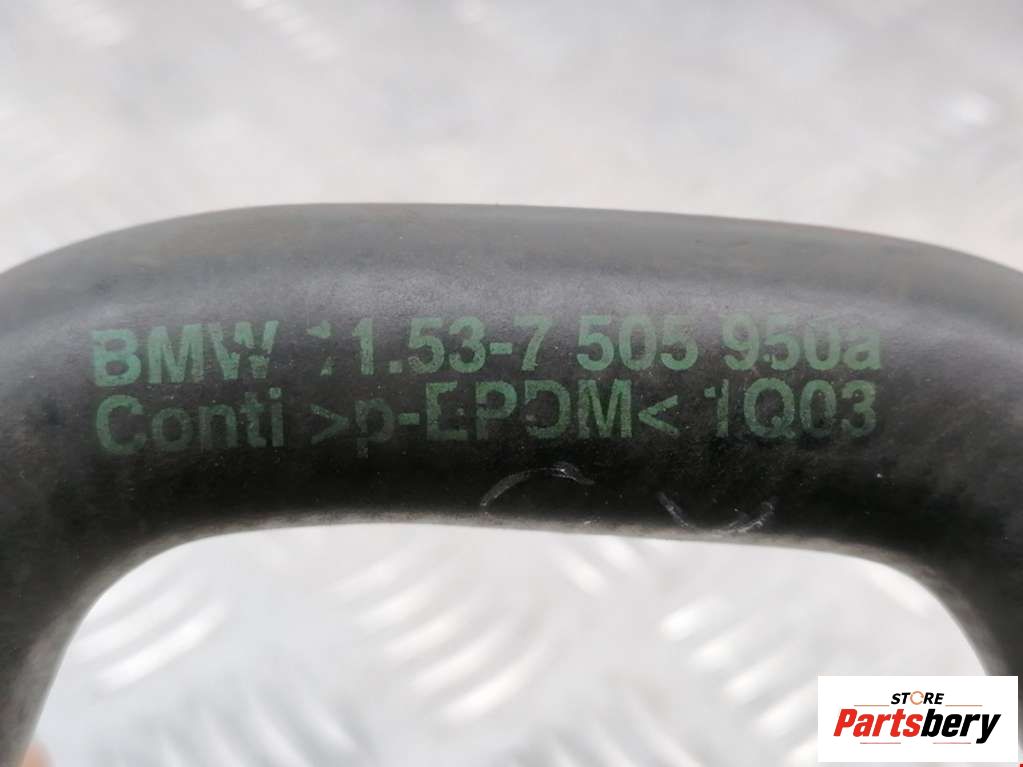 BMW 11.53-7 505 950a
Conti >p-EPDM< 1Q03
STORE
Partsbery